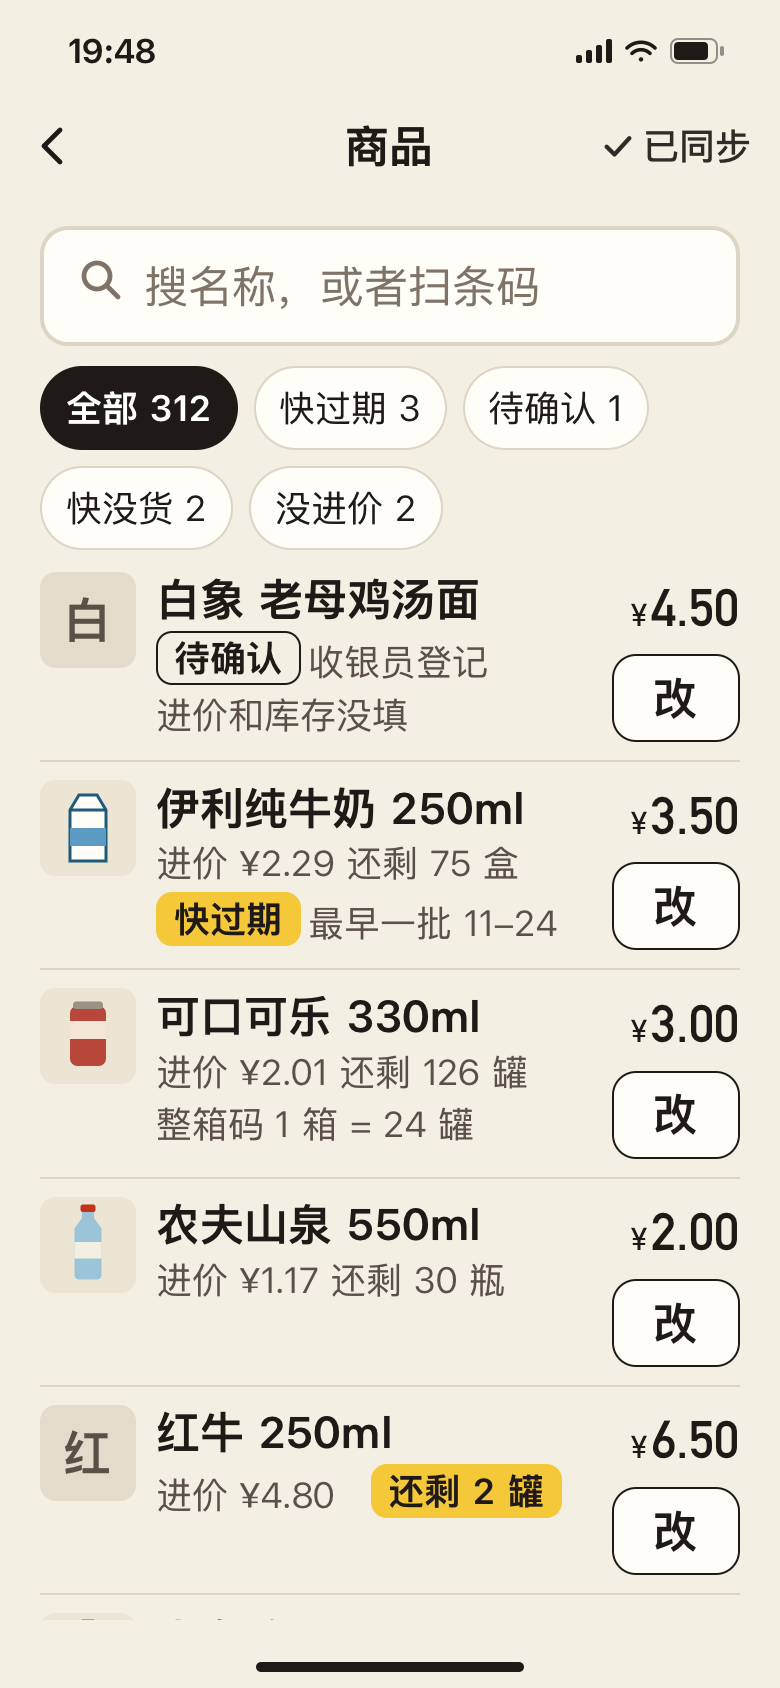 19:48
商品
已同步
搜名称，或者扫条码
全部 312
快过期 3
待确认 1
快没货 2
没进价 2
白
白象 老母鸡汤面
¥4.50
待确认 收银员登记
进价和库存没填
改
伊利纯牛奶 250ml
¥3.50
进价 ¥2.29 还剩 75 盒
快过期 最早一批 11–24
改
可口可乐 330ml
¥3.00
进价 ¥2.01 还剩 126 罐
整箱码 1 箱 = 24 罐
改
农夫山泉 550ml
¥2.00
进价 ¥1.17 还剩 30 瓶
改
红
红牛 250ml
¥6.50
进价 ¥4.80 还剩 2 罐
改